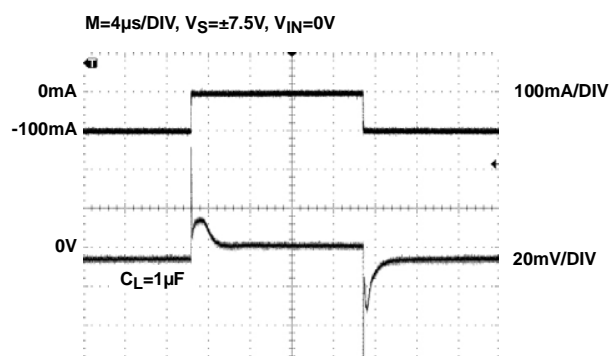 M=4μs/DIV, VS=±7.5V, VIN=0V
T
0mA
100mA/DIV
-100mA
0V
20mV/DIV
CL=1μF